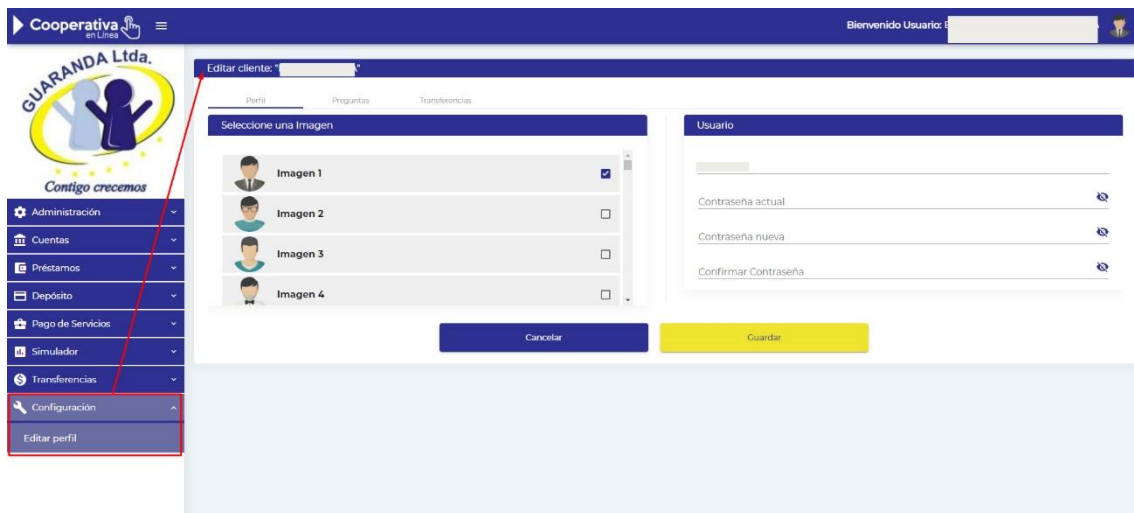 Cooperativa
en Línea
Bienvenido Usuario:
GUARANDA Ltda.
Contigo crecemos
Administración
Cuentas
Préstamos
Depósito
Pago de Servicios
Simulador
Transferencias
Configuración
Editar perfil
Editar cliente: "
Perfil Preguntas Transferencias
Seleccione una Imagen
Imagen 1
Imagen 2
Imagen 3
Imagen 4
Usuario
Contraseña actual
Contraseña nueva
Confirmar Contraseña
Cancelar
Guardar